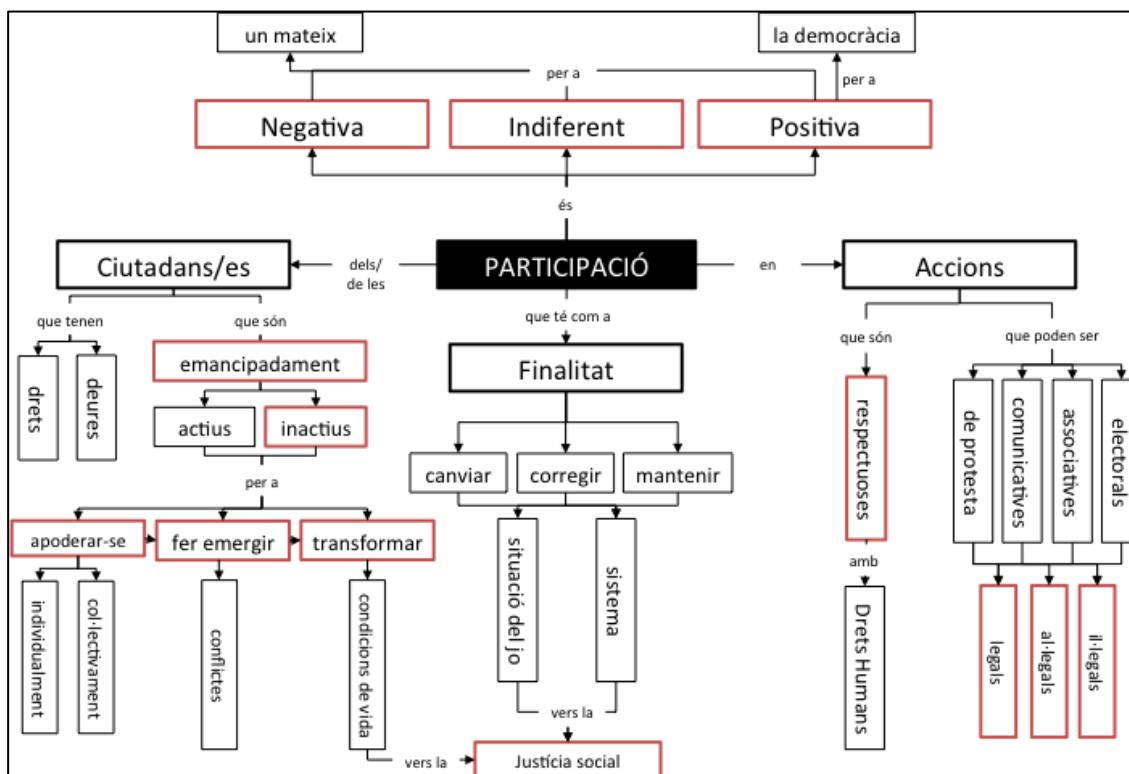 un mateix
la democràcia
per a
per a
Negativa
Indiferent
Positiva
és
Ciutadans/es
dels/
de les
PARTICIPACIÓ
en
Accions
que tenen
que són
que té com a
que són
que poden ser
drets
deures
emancipadament
actius
inactius
Finalitat
respectuoses
de protesta
comunicatives
associatives
electorals
canviar
corregir
mantenir
per a
apoderar-se
fer emergir
transformar
situació del jo
sistema
amb
individualment
col·lectivament
conflictes
condicions de vida
Drets Humans
legals
al·legals
il·legals
vers la
vers la
Justícia social